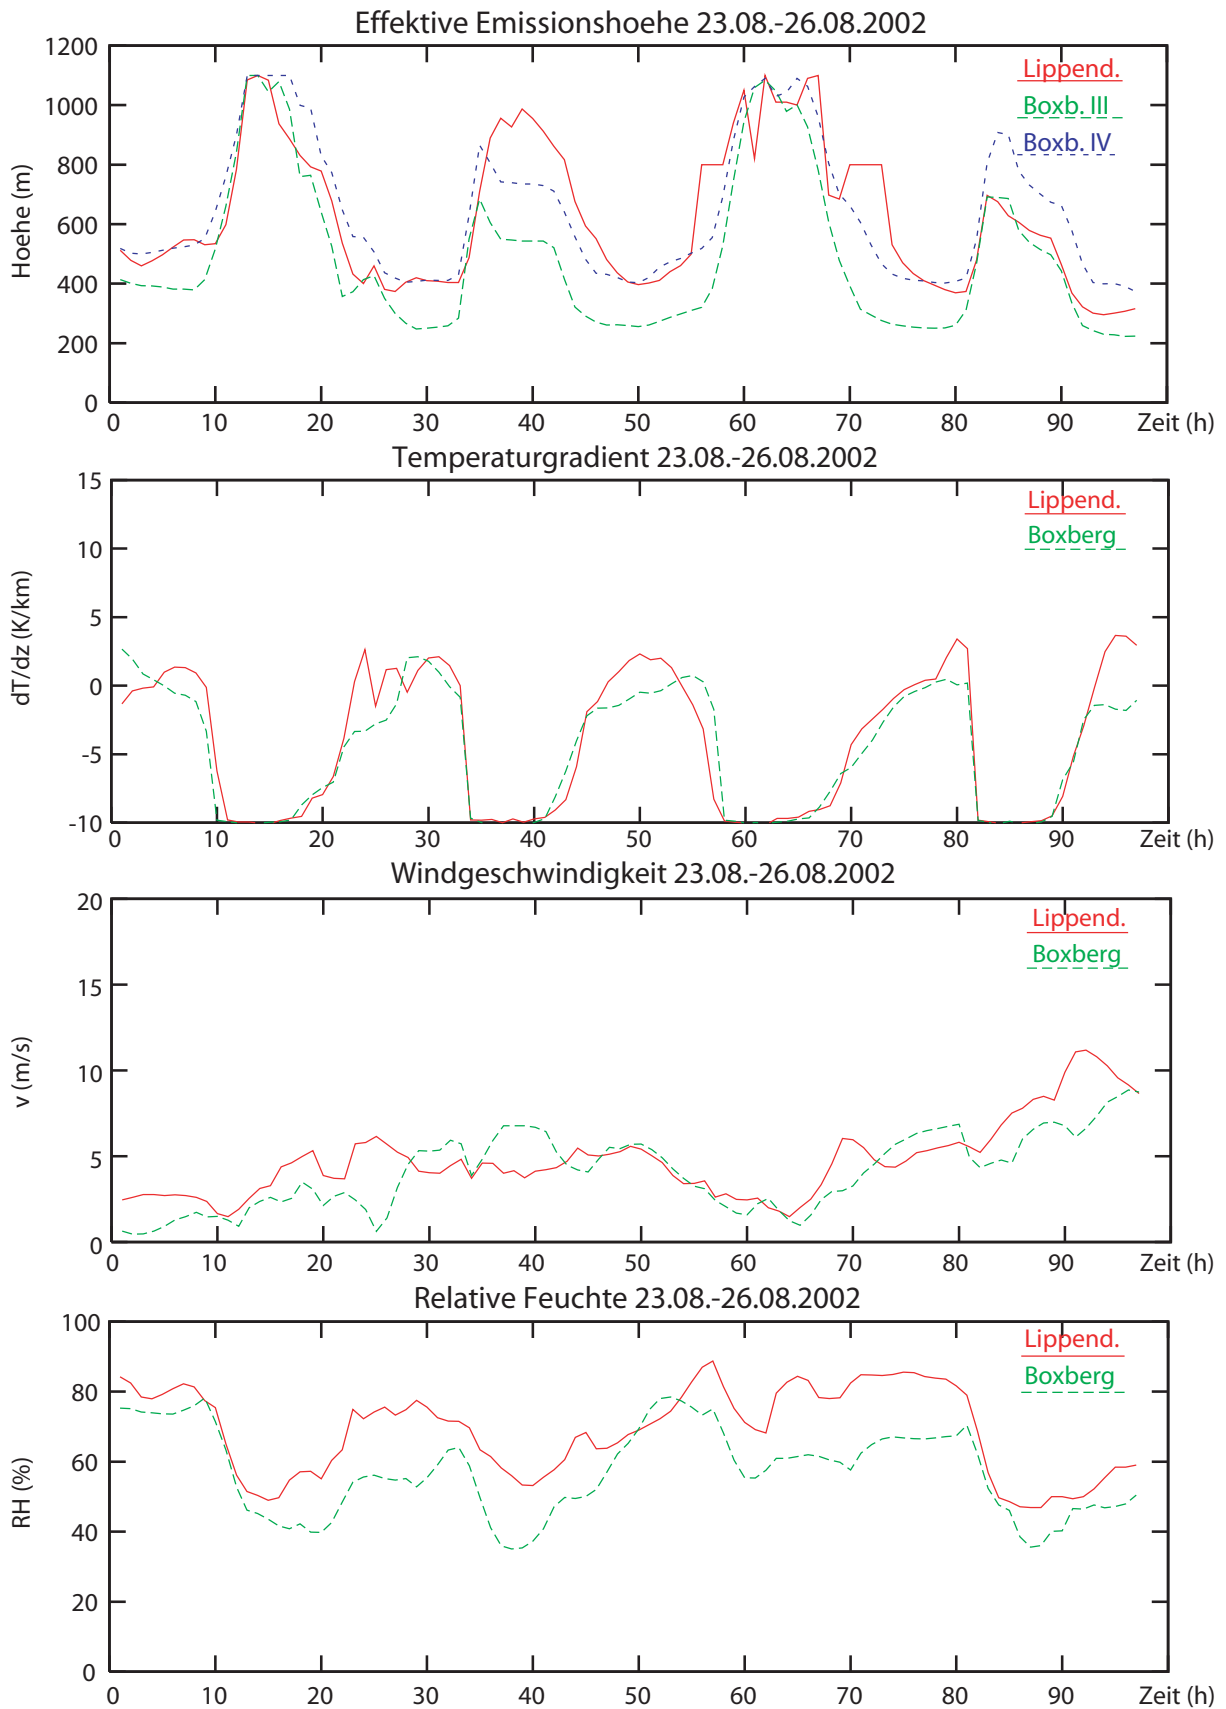 Effektive Emissionshoehe 23.08.-26.08.2002
1200
1000
800
600
400
200
0
Hoehe (m)
Lippend.
Boxb. III
Boxb. IV
0 10 20 30 40 50 60 70 80 90 Zeit (h)
Temperaturgradient 23.08.-26.08.2002
15
10
5
0
-5
-10
dT/dz (K/km)
Lippend.
Boxberg
0 10 20 30 40 50 60 70 80 90 Zeit (h)
Windgeschwindigkeit 23.08.-26.08.2002
20
15
10
5
0
v (m/s)
Lippend.
Boxberg
0 10 20 30 40 50 60 70 80 90 Zeit (h)
Relative Feuchte 23.08.-26.08.2002
100
80
60
40
20
0
RH (%)
Lippend.
Boxberg
0 10 20 30 40 50 60 70 80 90 Zeit (h)